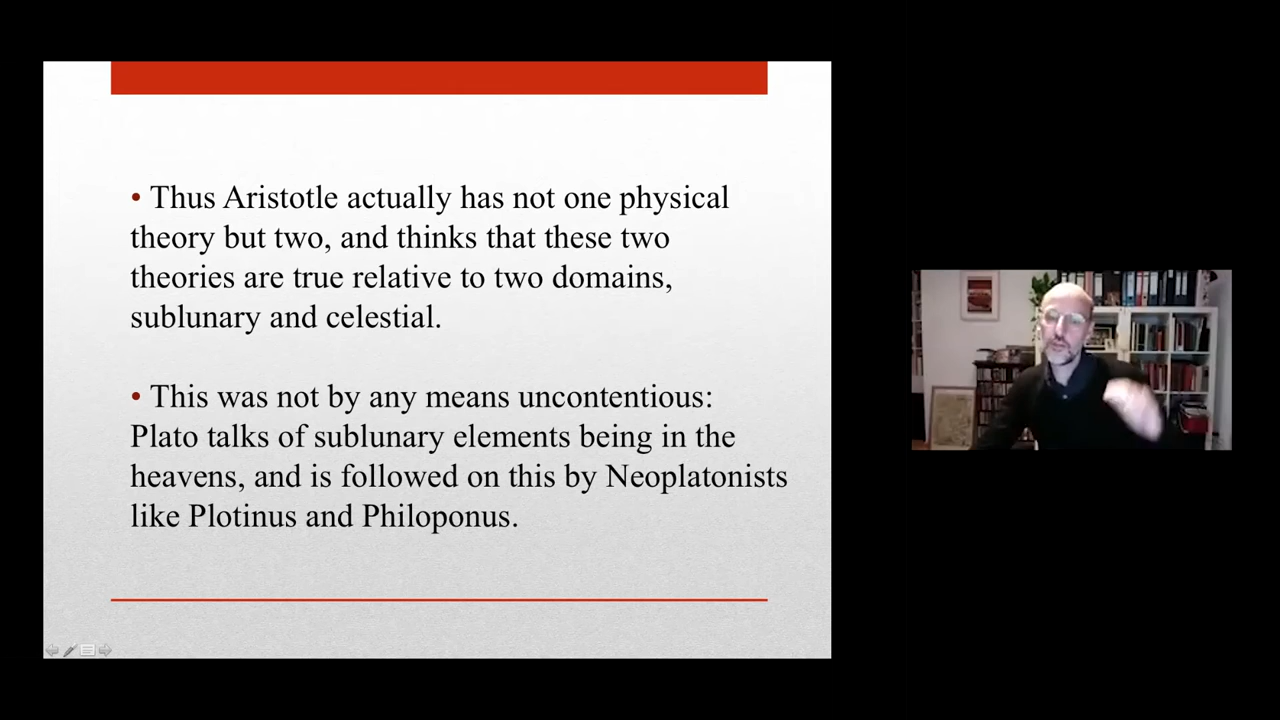 • Thus Aristotle actually has not one physical
theory but two, and thinks that these two
theories are true relative to two domains,
sublunary and celestial.
• This was not by any means uncontentious:
Plato talks of sublunary elements being in the
heavens, and is followed on this by Neoplatonists
like Plotinus and Philoponus.